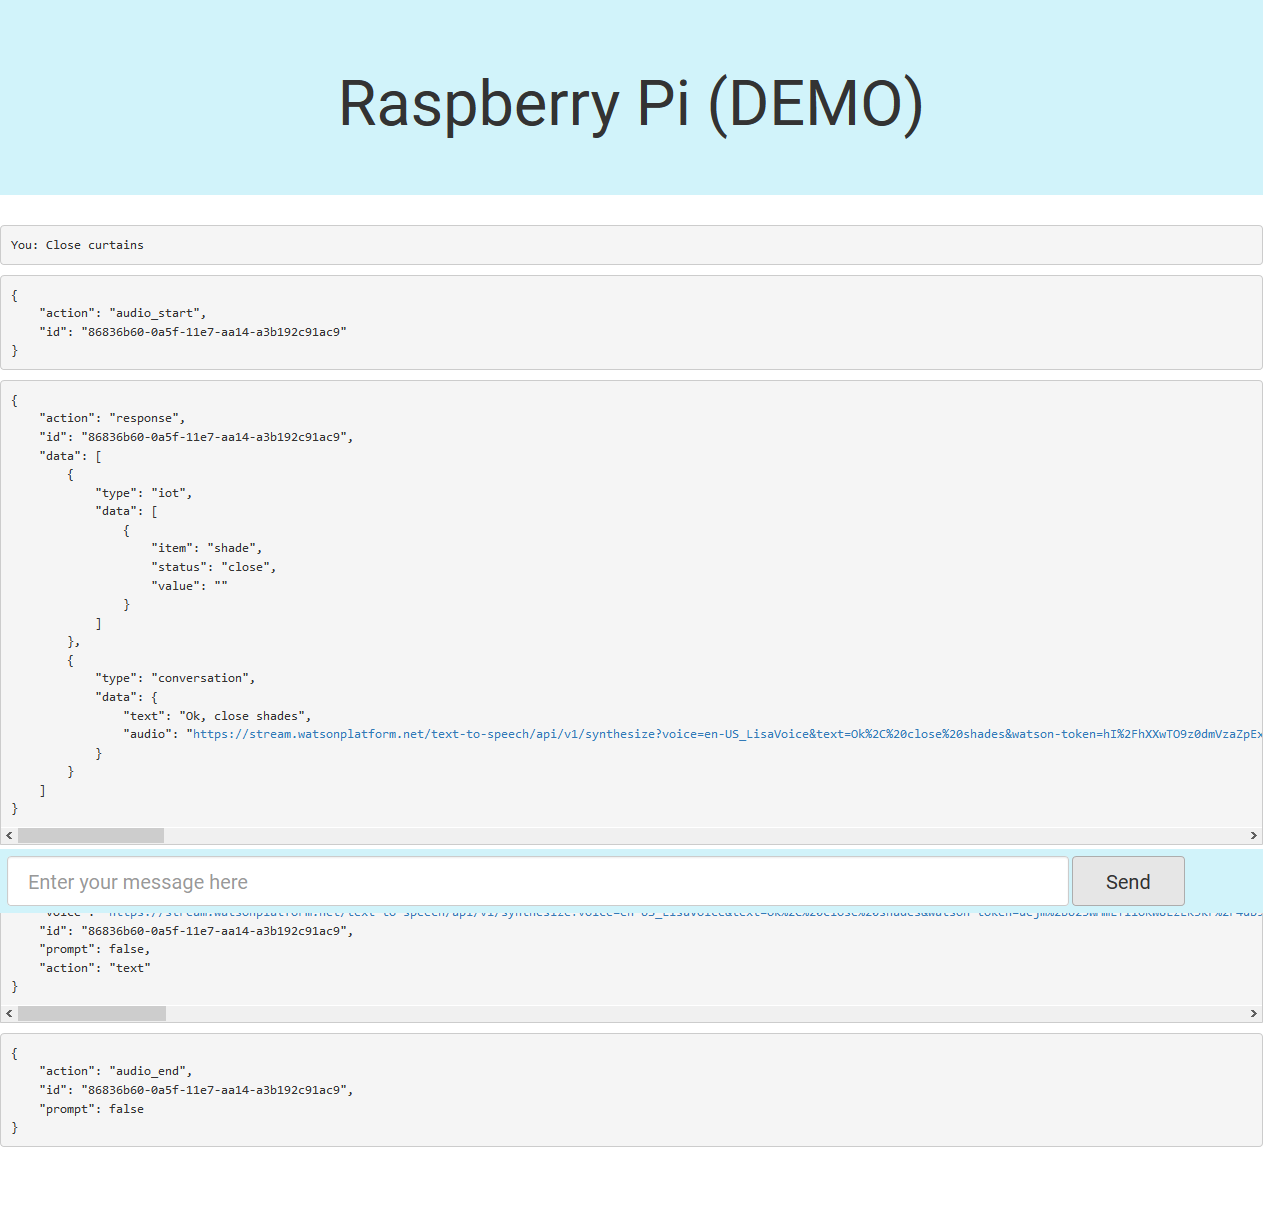 Raspberry Pi (DEMO)
You: Close curtains
{
    "action": "audio_start",
    "id": "86836b60-0a5f-11e7-aa14-a3b192c91ac9"
}
{
    "action": "response",
    "id": "86836b60-0a5f-11e7-aa14-a3b192c91ac9",
    "data": [
        {
            "type": "iot",
            "data": [
                {
                    "item": "shade",
                    "status": "close",
                    "value": ""
                }
            ]
        },
        {
            "type": "conversation",
            "data": {
                "text": "Ok, close shades",
                "audio": "https://stream.watsonplatform.net/text-to-speech/api/v1/synthesize?voice=en-US_LisaVoice&text=Ok%2C%20close%20shades&watson-token=hI%2FhXXwTO9z0dmVzaZpEx
            }
        }
    ]
}
Enter your message here
Send
    "id": "86836b60-0a5f-11e7-aa14-a3b192c91ac9",
    "prompt": false,
    "action": "text"
}
{
    "action": "audio_end",
    "id": "86836b60-0a5f-11e7-aa14-a3b192c91ac9",
    "prompt": false
}